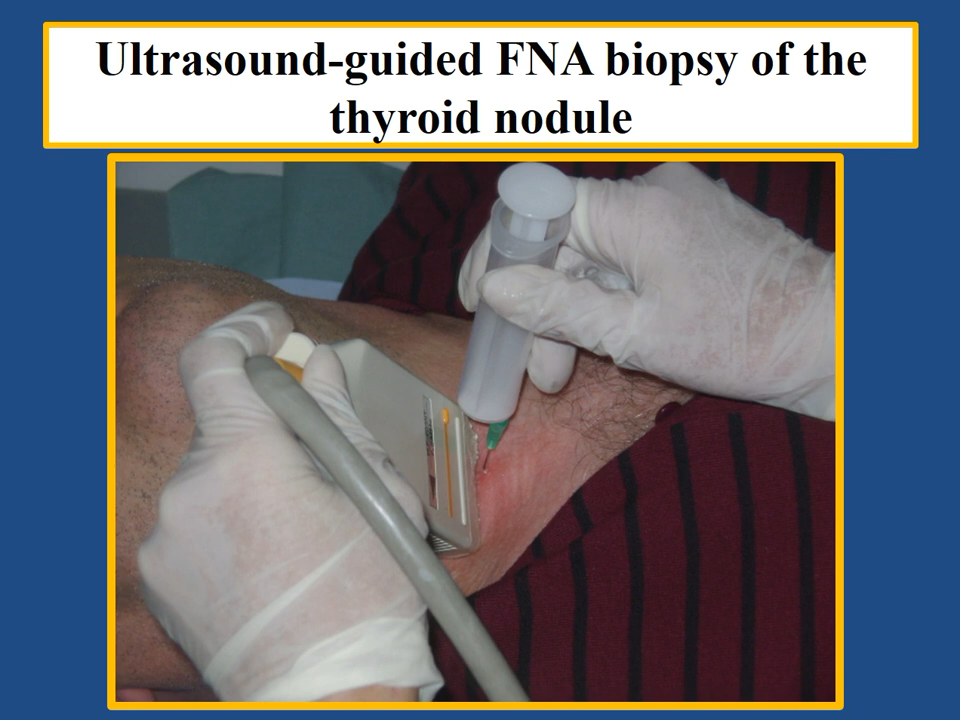 Ultrasound-guided FNA biopsy of the
thyroid nodule